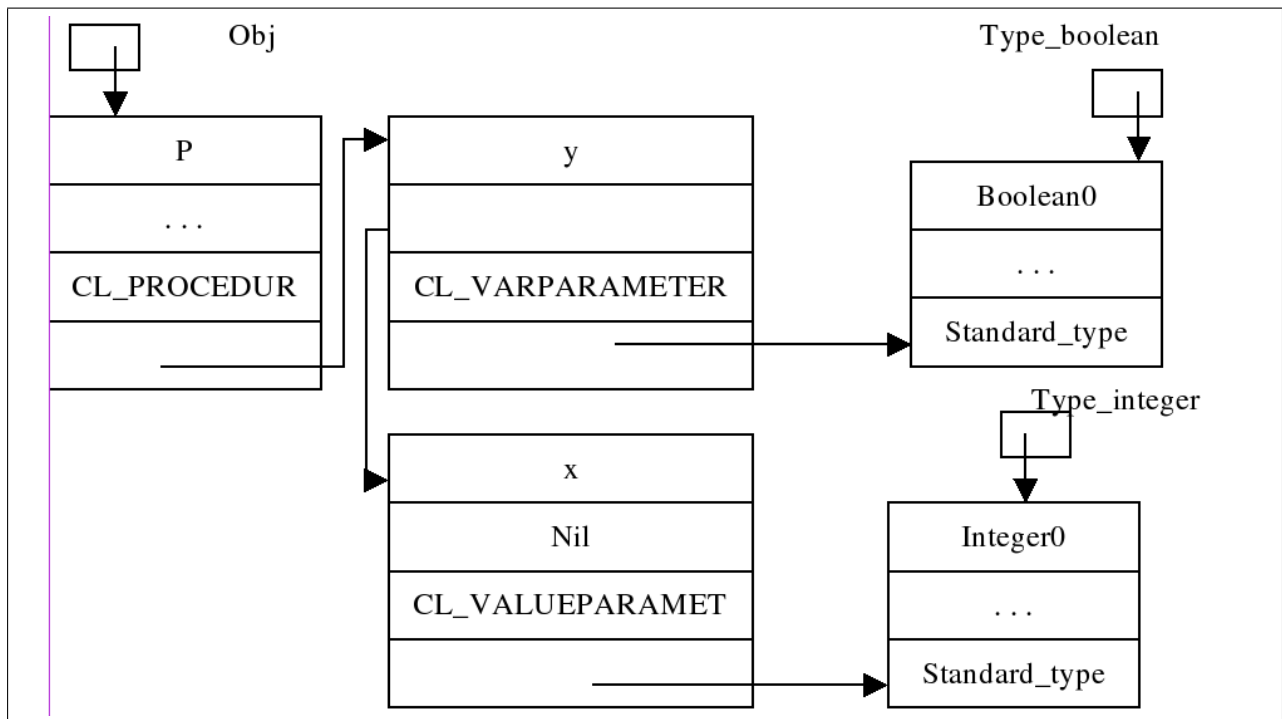 Obj
Type_boolean
P
. . .
CL_PROCEDUR
y
CL_VARPARAMETER
Boolean0
. . .
Standard_type
x
Nil
CL_VALUEPARAMET
Type_integer
Integer0
. . .
Standard_type